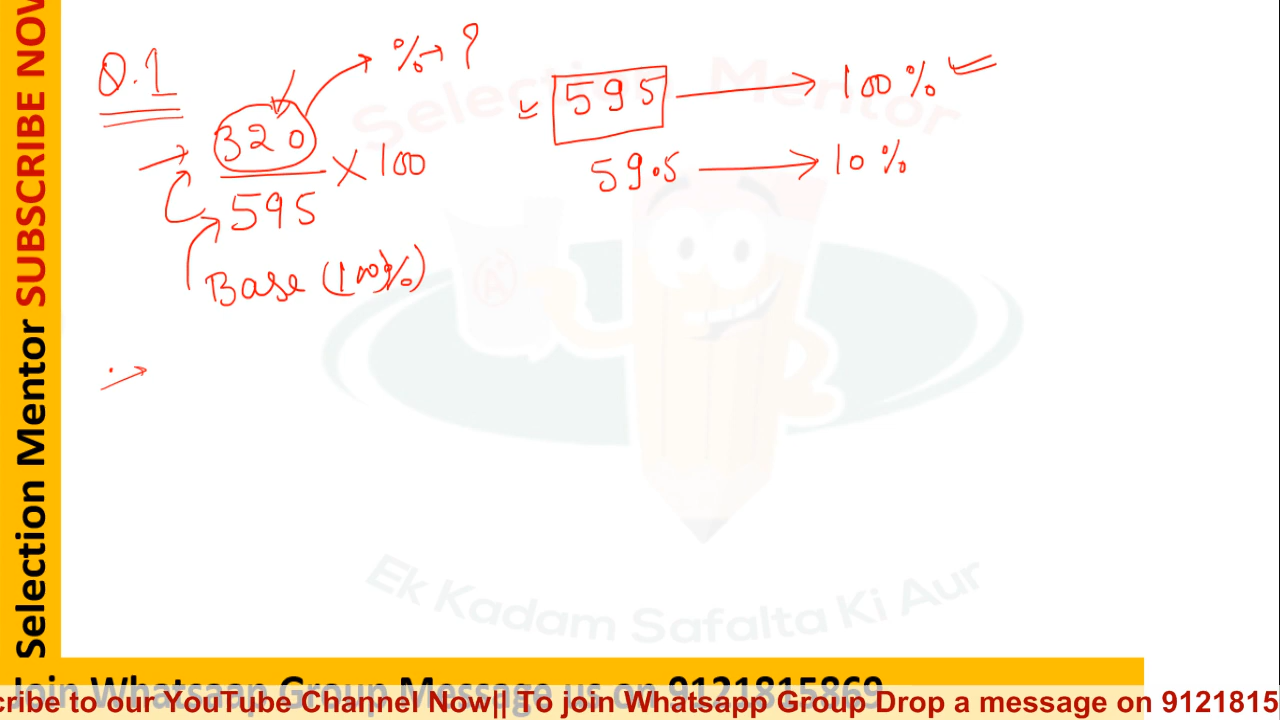 Selection Mentor SUBSCRIBE NOW
Q.1
320 % → ?
595 × 100
Base (100%)
595 → 100%
59.5 → 10%
Selection Mentor
Ek Kadam Safalta Ki Aur
Join Whatsaap Group Message us on 9121815869
cribe to our YouTube Channel Now|| To join Whatsapp Group Drop a message on 9121815